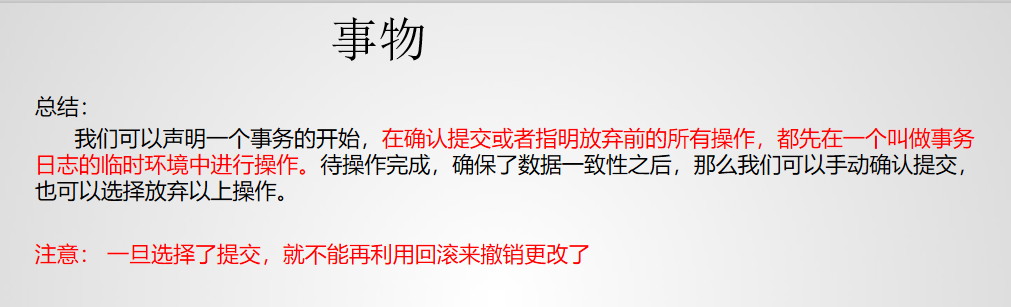 事物
总结：
我们可以声明一个事务的开始，在确认提交或者指明放弃前的所有操作，都先在一个叫做事务
日志的临时环境中进行操作。待操作完成，确保了数据一致性之后，那么我们可以手动确认提交，
也可以选择放弃以上操作。
注意： 一旦选择了提交，就不能再利用回滚来撤销更改了